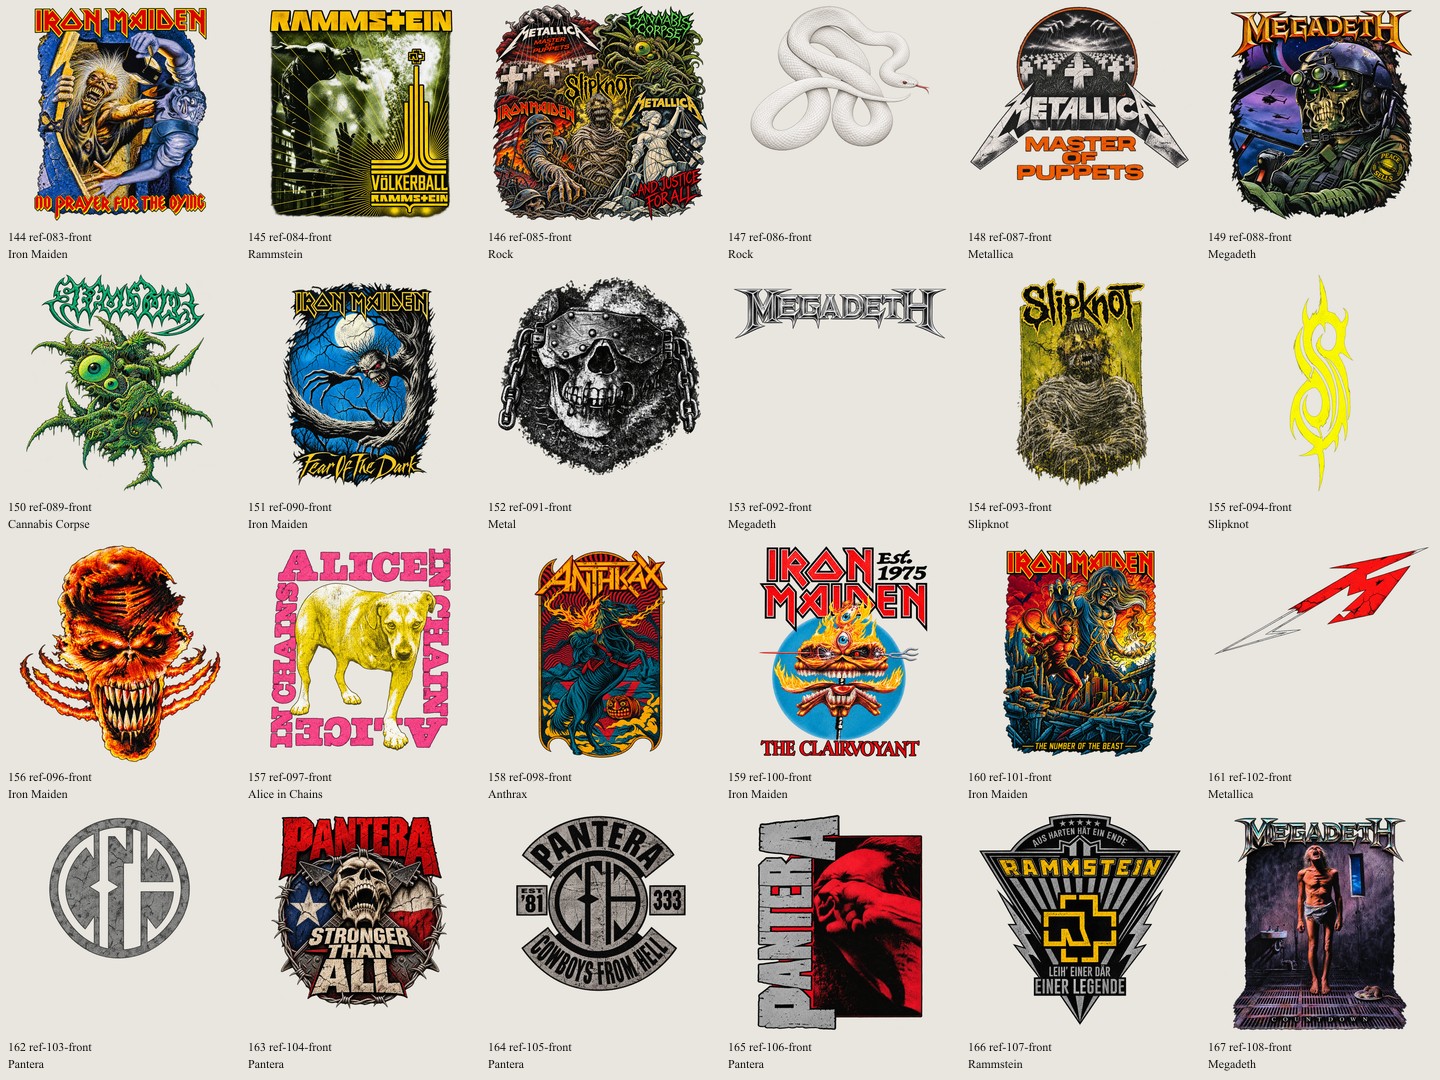 IRON MAIDEN
NO PRAYER FOR THE DYING
144 ref-083-front
Iron Maiden
RAMMSTEIN
VÖLKERBALL
RAMMSTEIN
145 ref-084-front
Rammstein
METALLICA
MASTER OF PUPPETS
CANNABIS CORPSE
SLIPKNOT
IRON MAIDEN
METALLICA
...AND JUSTICE FOR ALL
146 ref-085-front
Rock
147 ref-086-front
Rock
METALLICA
MASTER
OF
PUPPETS
148 ref-087-front
Metallica
MEGADETH
PEACE
SELLS
149 ref-088-front
Megadeth
SEPULTURA
150 ref-089-front
Cannabis Corpse
IRON MAIDEN
Fear Of The Dark
151 ref-090-front
Iron Maiden
152 ref-091-front
Metal
MEGADETH
153 ref-092-front
Megadeth
SLIPKNOT
154 ref-093-front
Slipknot
155 ref-094-front
Slipknot
156 ref-096-front
Iron Maiden
ALICE
IN CHAINS
IN CHAINS
ALICE
157 ref-097-front
Alice in Chains
ANTHRAX
158 ref-098-front
Anthrax
IRON
MAIDEN
Est.
1975
THE CLAIRVOYANT
159 ref-100-front
Iron Maiden
IRON MAIDEN
THE NUMBER OF THE BEAST
160 ref-101-front
Iron Maiden
161 ref-102-front
Metallica
CFH
162 ref-103-front
Pantera
PANTERA
STRONGER
THAN
ALL
163 ref-104-front
Pantera
PANTERA
EST
'81
CFH
333
COWBOYS FROM HELL
164 ref-105-front
Pantera
PANTERA
165 ref-106-front
Pantera
AUS HARTEN HÄT EIN ENDE
RAMMSTEIN
LEIH' EINER DAR
EINER LEGENDE
166 ref-107-front
Rammstein
MEGADETH
COUNTDOWN
167 ref-108-front
Megadeth